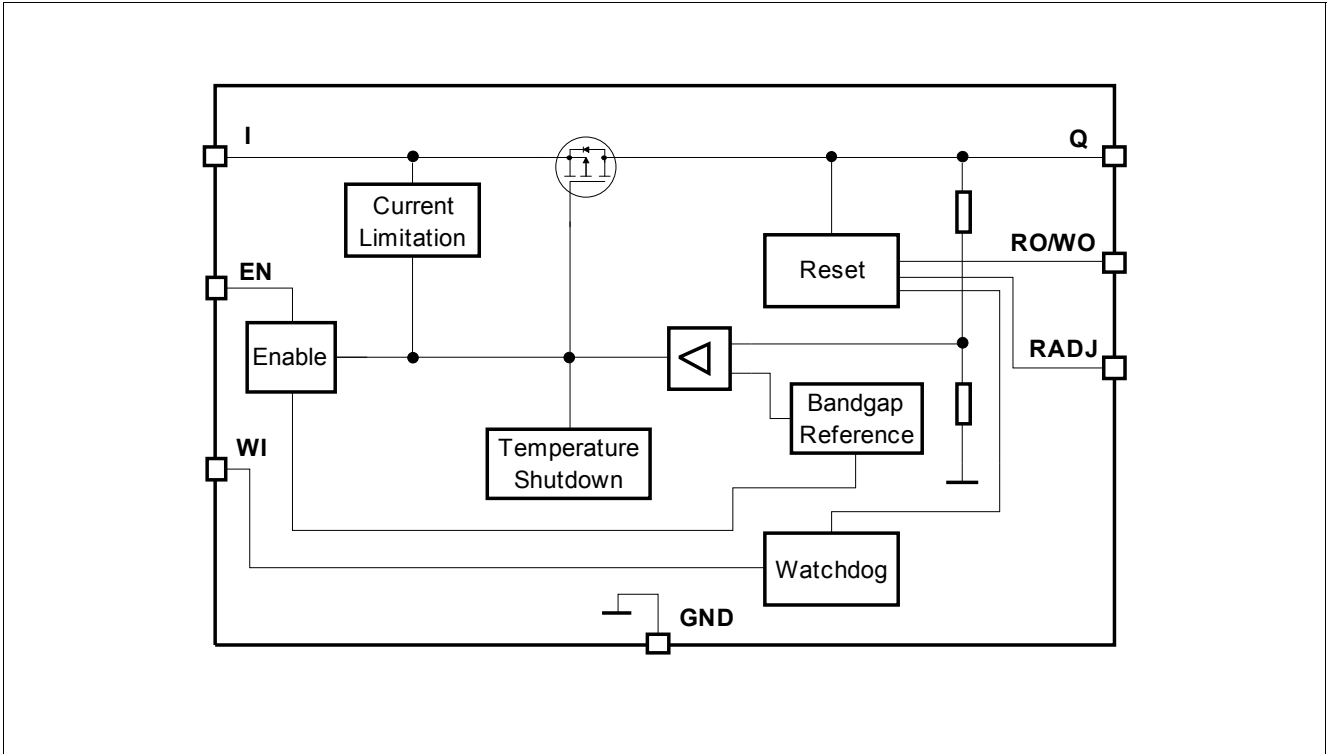 I
Q
Current
Limitation
RO/WO
Reset
EN
Enable
RADJ
Bandgap
Reference
WI
Temperature
Shutdown
Watchdog
GND